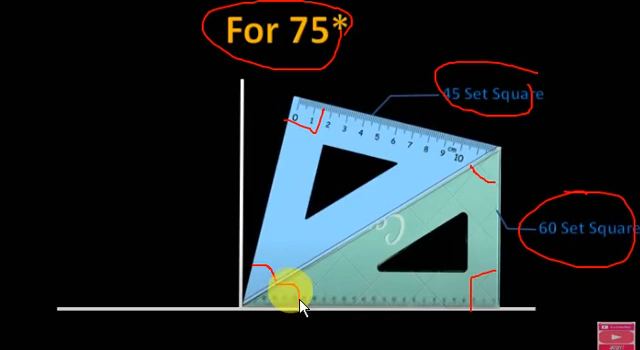 For 75*
45 Set Square
0 1 2 3 4 5 6 7 8 9 cm 10
60 Set Square